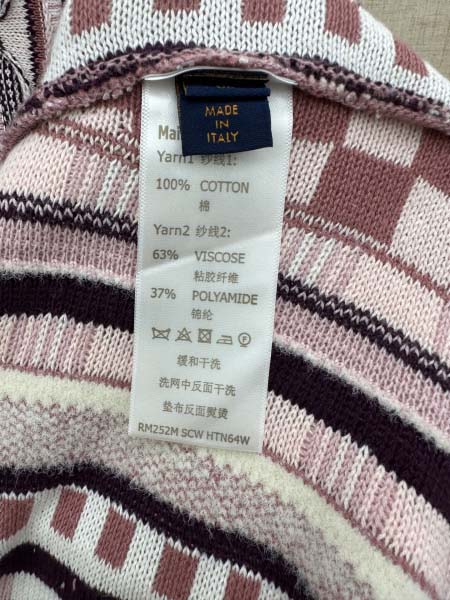 MADE
IN
ITALY
Mai
Yarn1 纱线1:
100% COTTON
棉
Yarn2 纱线2:
63% VISCOSE
粘胶纤维
37% POLYAMIDE
锦纶
缓和干洗
洗网中反面干洗
垫布反面熨烫
RM252M SCW HTN64W